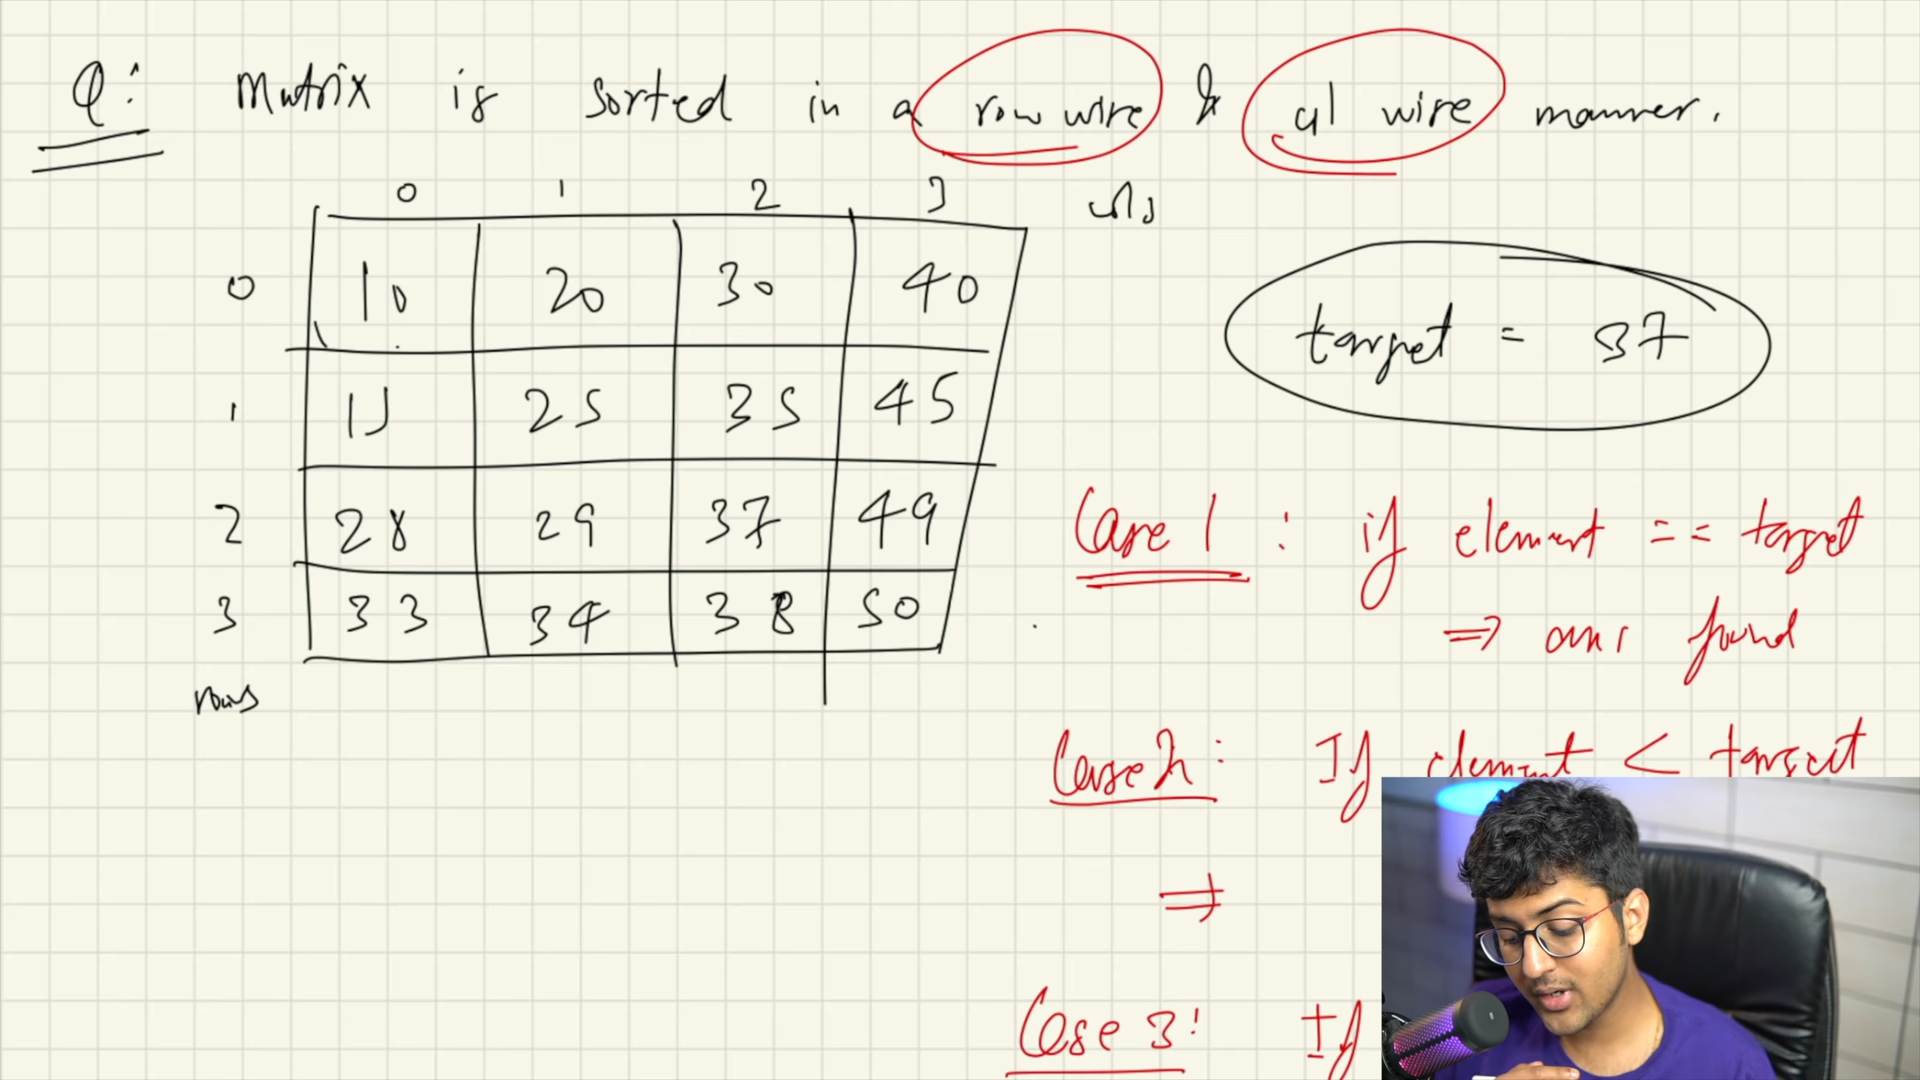 Q: Matrix is sorted in a row wise & col wise manner.
0 1 2 3 cols
0 10 20 30 40
1 15 25 35 45
2 28 29 37 49
3 33 34 38 50
rows
target = 37
Case 1 : if element == target
⇒ ans found
Case 2 : If element < target
⇒
Case 3: If